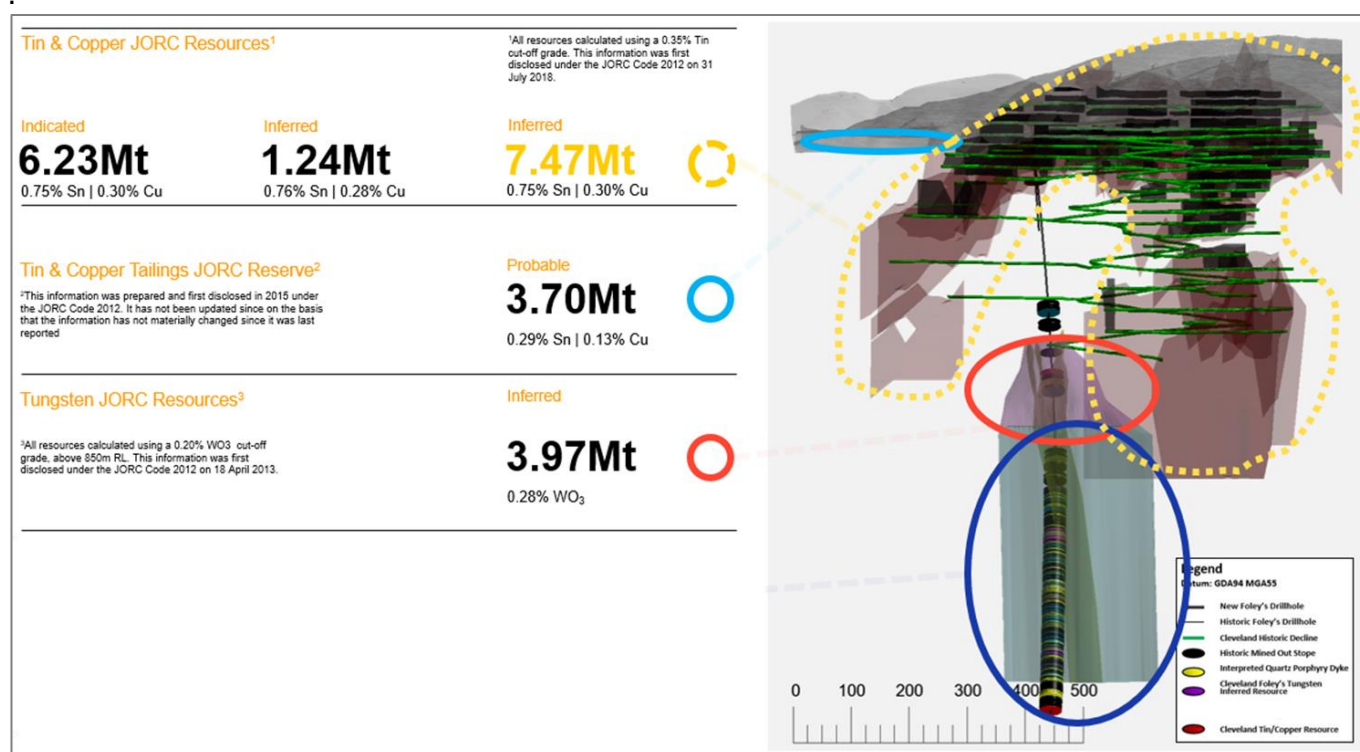 Tin & Copper JORC Resources¹
¹All resources calculated using a 0.35% Tin
cut-off grade. This information was first
disclosed under the JORC Code 2012 on 31
July 2018.
Indicated
6.23Mt
0.75% Sn | 0.30% Cu
Inferred
1.24Mt
0.76% Sn | 0.28% Cu
Inferred
7.47Mt
0.75% Sn | 0.30% Cu
Tin & Copper Tailings JORC Reserve²
²This information was prepared and first disclosed in 2015 under
the JORC Code 2012. It has not been updated since on the basis
that the information has not materially changed since it was last
reported
Probable
3.70Mt
0.29% Sn | 0.13% Cu
Tungsten JORC Resources³
³All resources calculated using a 0.20% WO3 cut-off
grade, above 850m RL. This information was first
disclosed under the JORC Code 2012 on 18 April 2013.
Inferred
3.97Mt
0.28% WO₃
0 100 200 300 400 500
Legend
Datum: GDA94 MGA55
New Foley's Drillhole
Historic Foley's Drillhole
Cleveland Historic Decline
Historic Mined Out Stope
Interpreted Quartz Porphyry Dyke
Cleveland Foley's Tungsten
Inferred Resource
Cleveland Tin/Copper Resource